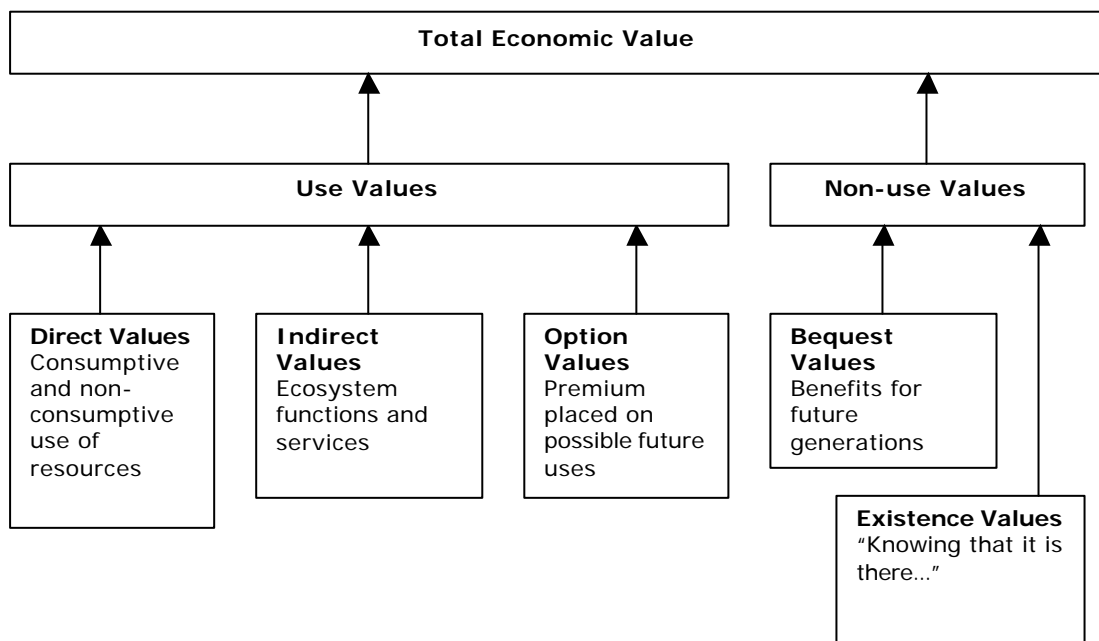 Total Economic Value
Use Values
Non-use Values
Direct Values
Consumptive
and non-
consumptive
use of
resources
Indirect
Values
Ecosystem
functions and
services
Option
Values
Premium
placed on
possible future
uses
Bequest
Values
Benefits for
future
generations
Existence Values
“Knowing that it is
there…”